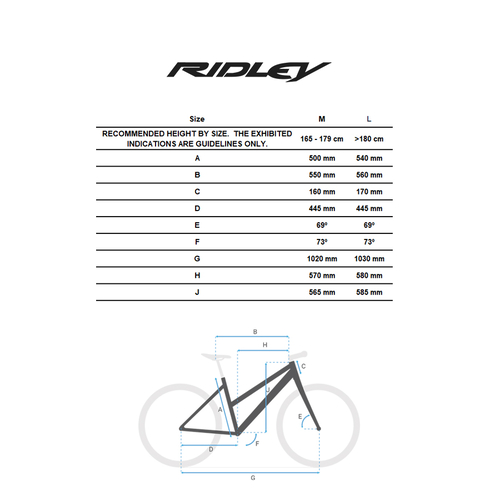 RIDLEY
Size M L
RECOMMENDED HEIGHT BY SIZE. THE EXHIBITED
INDICATIONS ARE GUIDELINES ONLY. 165 - 179 cm >180 cm
A 500 mm 540 mm
B 550 mm 560 mm
C 160 mm 170 mm
D 445 mm 445 mm
E 69º 69º
F 73º 73º
G 1020 mm 1030 mm
H 570 mm 580 mm
J 565 mm 585 mm
B
H
C
J
A
E
F
D
G